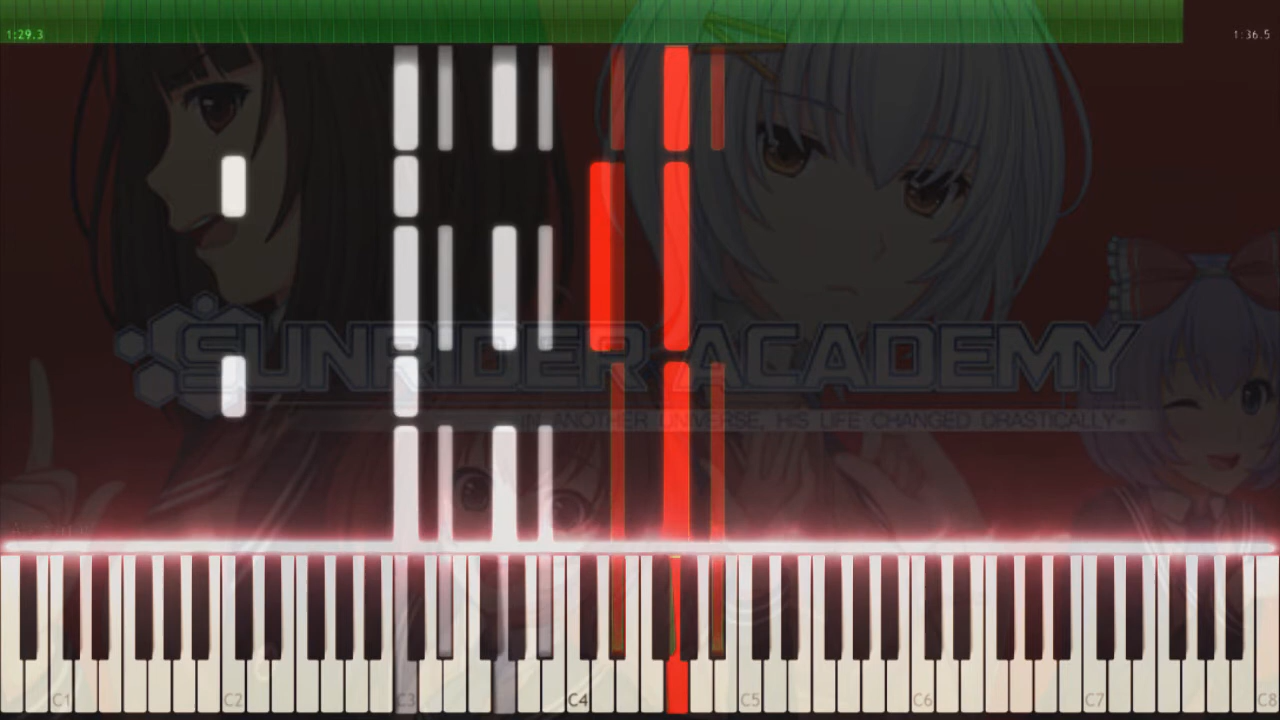 1:29.3
1:36.5
SUNRIDER ACADEMY
IN ANOTHER UNIVERSE, HIS LIFE CHANGED DRASTICALLY~
C1 C2 C3 C4 C5 C6 C7 C8